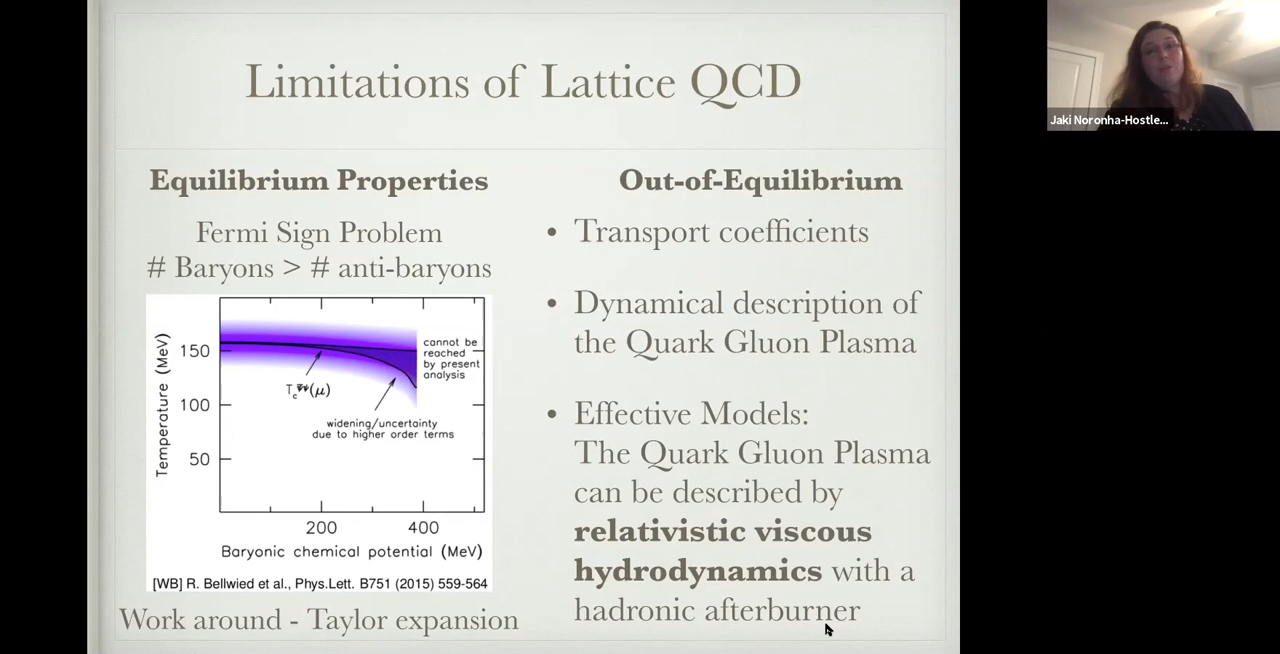 Limitations of Lattice QCD
Equilibrium Properties
Fermi Sign Problem
# Baryons > # anti-baryons
Temperature (MeV)
150
100
50
cannot be
reached
by present
analysis
widening/uncertainty
due to higher order terms
200
400
Baryonic chemical potential (MeV)
[WB] R. Bellwied et al., Phys.Lett. B751 (2015) 559-564
Work around - Taylor expansion
Out-of-Equilibrium
• Transport coefficients
• Dynamical description of
the Quark Gluon Plasma
• Effective Models:
The Quark Gluon Plasma
can be described by
relativistic viscous
hydrodynamics with a
hadronic afterburner
Jaki Noronha-Hostle...